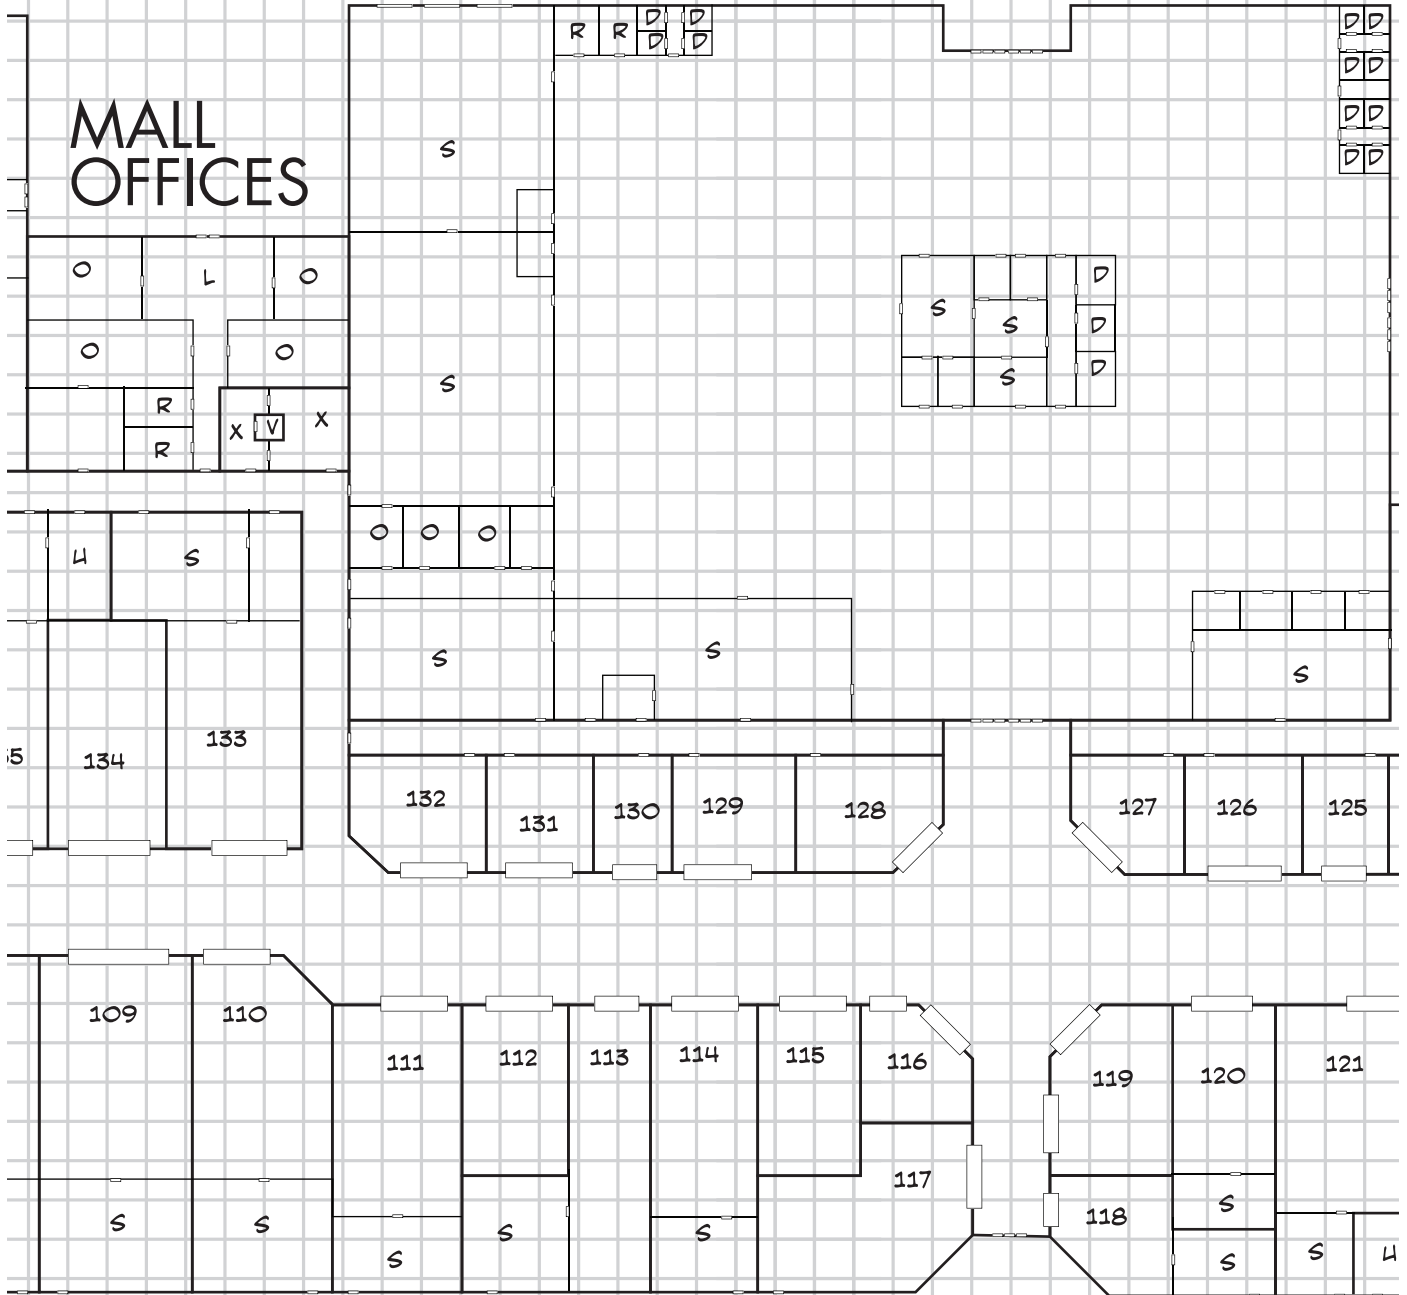 R R D D
D D
D D
D D
D D
D D
MALL
OFFICES
S
O L O
D
S
S D
O O
D
S
S
R
X V X
R
O O O
U S
S S
S
133
134
132 131 130 129 128 127 126 125
109 110
111 112 113 114 115 116 119 120 121
117
118
S S S S S S S S U